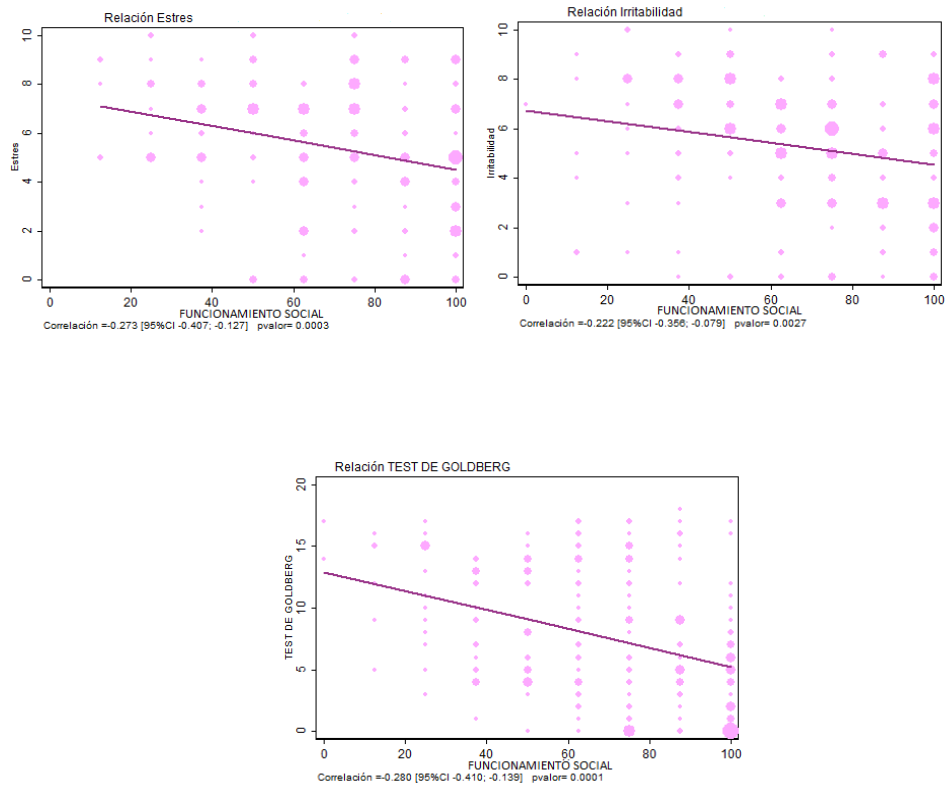 Relación Estres
Estres
0 2 4 6 8 10
0 20 40 60 80 100
FUNCIONAMIENTO SOCIAL
Correlación =-0.273 [95%CI -0.407; -0.127] pvalor= 0.0003
Relación Irritabilidad
Irritabilidad
0 2 4 6 8 10
0 20 40 60 80 100
FUNCIONAMIENTO SOCIAL
Correlación =-0.222 [95%CI -0.356; -0.079] pvalor= 0.0027
Relación TEST DE GOLDBERG
TEST DE GOLDBERG
0 5 10 15 20
0 20 40 60 80 100
FUNCIONAMIENTO SOCIAL
Correlación =-0.280 [95%CI -0.410; -0.139] pvalor= 0.0001